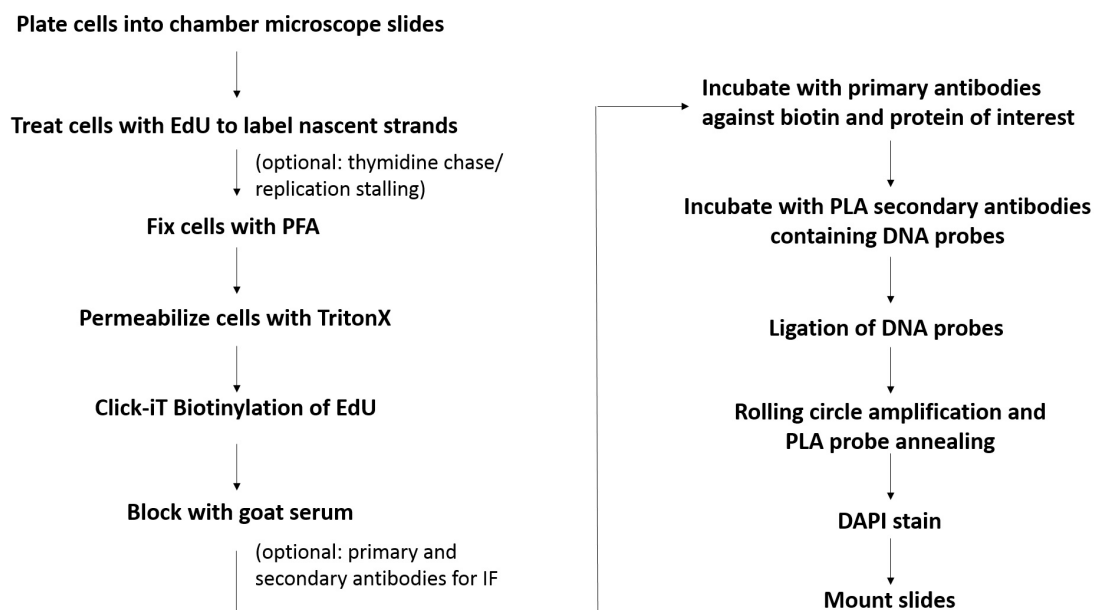 Plate cells into chamber microscope slides
Treat cells with EdU to label nascent strands
(optional: thymidine chase/
replication stalling)
Fix cells with PFA
Permeabilize cells with TritonX
Click-iT Biotinylation of EdU
Block with goat serum
(optional: primary and
secondary antibodies for IF
Incubate with primary antibodies
against biotin and protein of interest
Incubate with PLA secondary antibodies
containing DNA probes
Ligation of DNA probes
Rolling circle amplification and
PLA probe annealing
DAPI stain
Mount slides